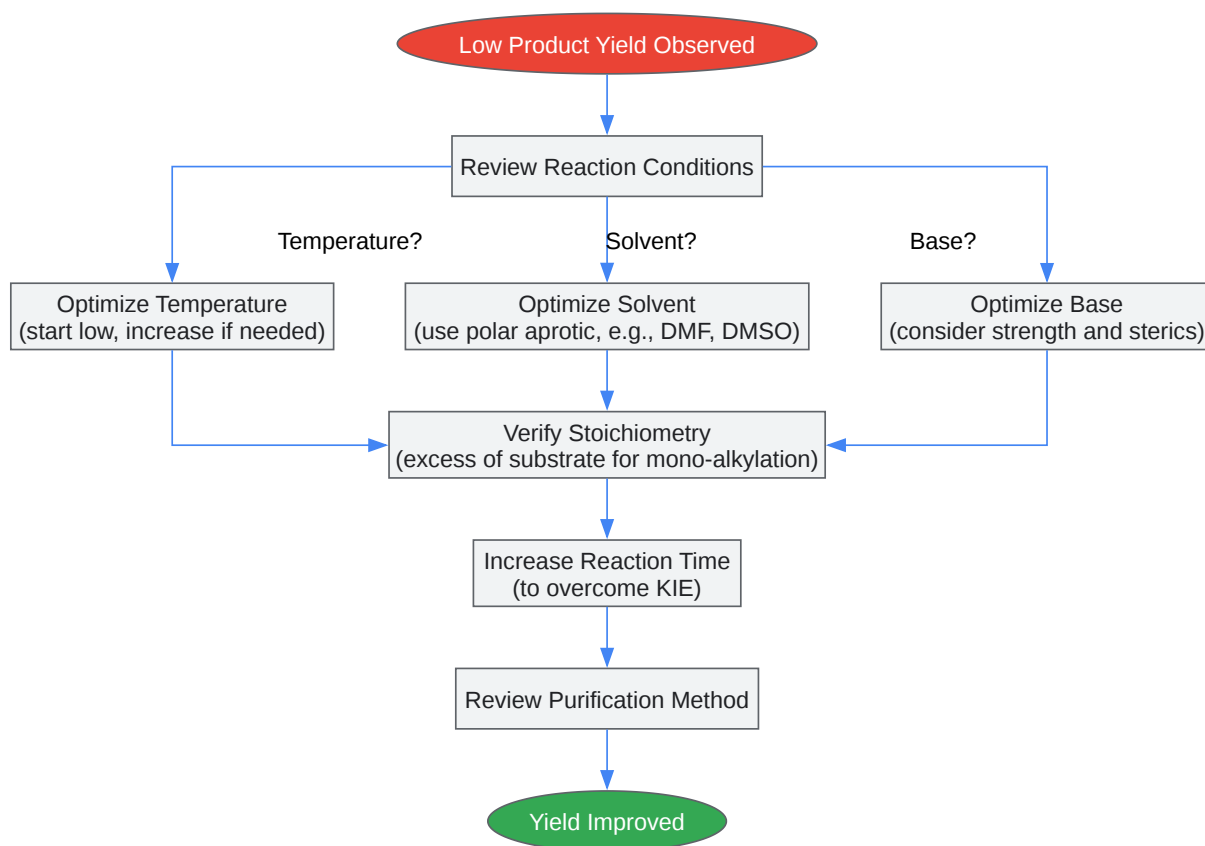 Low Product Yield Observed
Review Reaction Conditions
Temperature?
Solvent?
Base?
Optimize Temperature
(start low, increase if needed)
Optimize Solvent
(use polar aprotic, e.g., DMF, DMSO)
Optimize Base
(consider strength and sterics)
Verify Stoichiometry
(excess of substrate for mono-alkylation)
Increase Reaction Time
(to overcome KIE)
Review Purification Method
Yield Improved